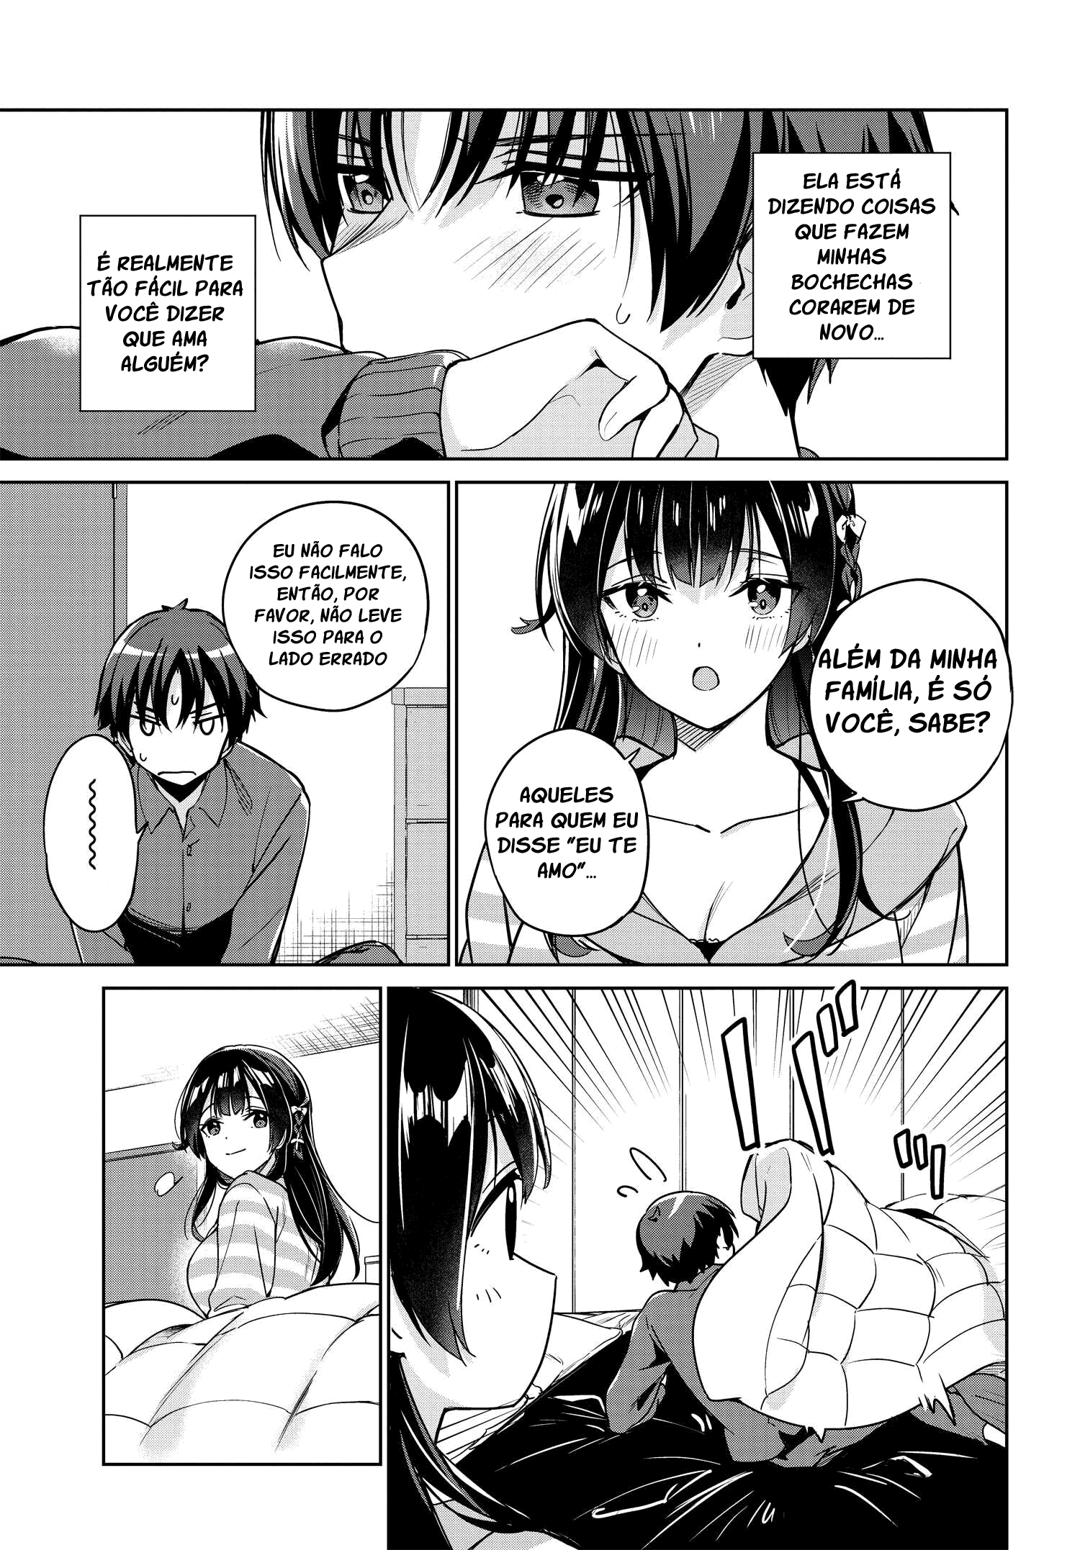 ELA ESTÁ
DIZENDO COISAS
QUE FAZEM
MINHAS
BOCHECHAS
CORAREM DE
NOVO...
É REALMENTE
TÃO FÁCIL PARA
VOCÊ DIZER
QUE AMA
ALGUÉM?
ALÉM DA MINHA
FAMÍLIA, É SÓ
VOCÊ, SABE?
AQUELES
PARA QUEM EU
DISSE "EU TE
AMO"...
EU NÃO FALO
ISSO FACILMENTE,
ENTÃO, POR
FAVOR, NÃO LEVE
ISSO PARA O
LADO ERRADO